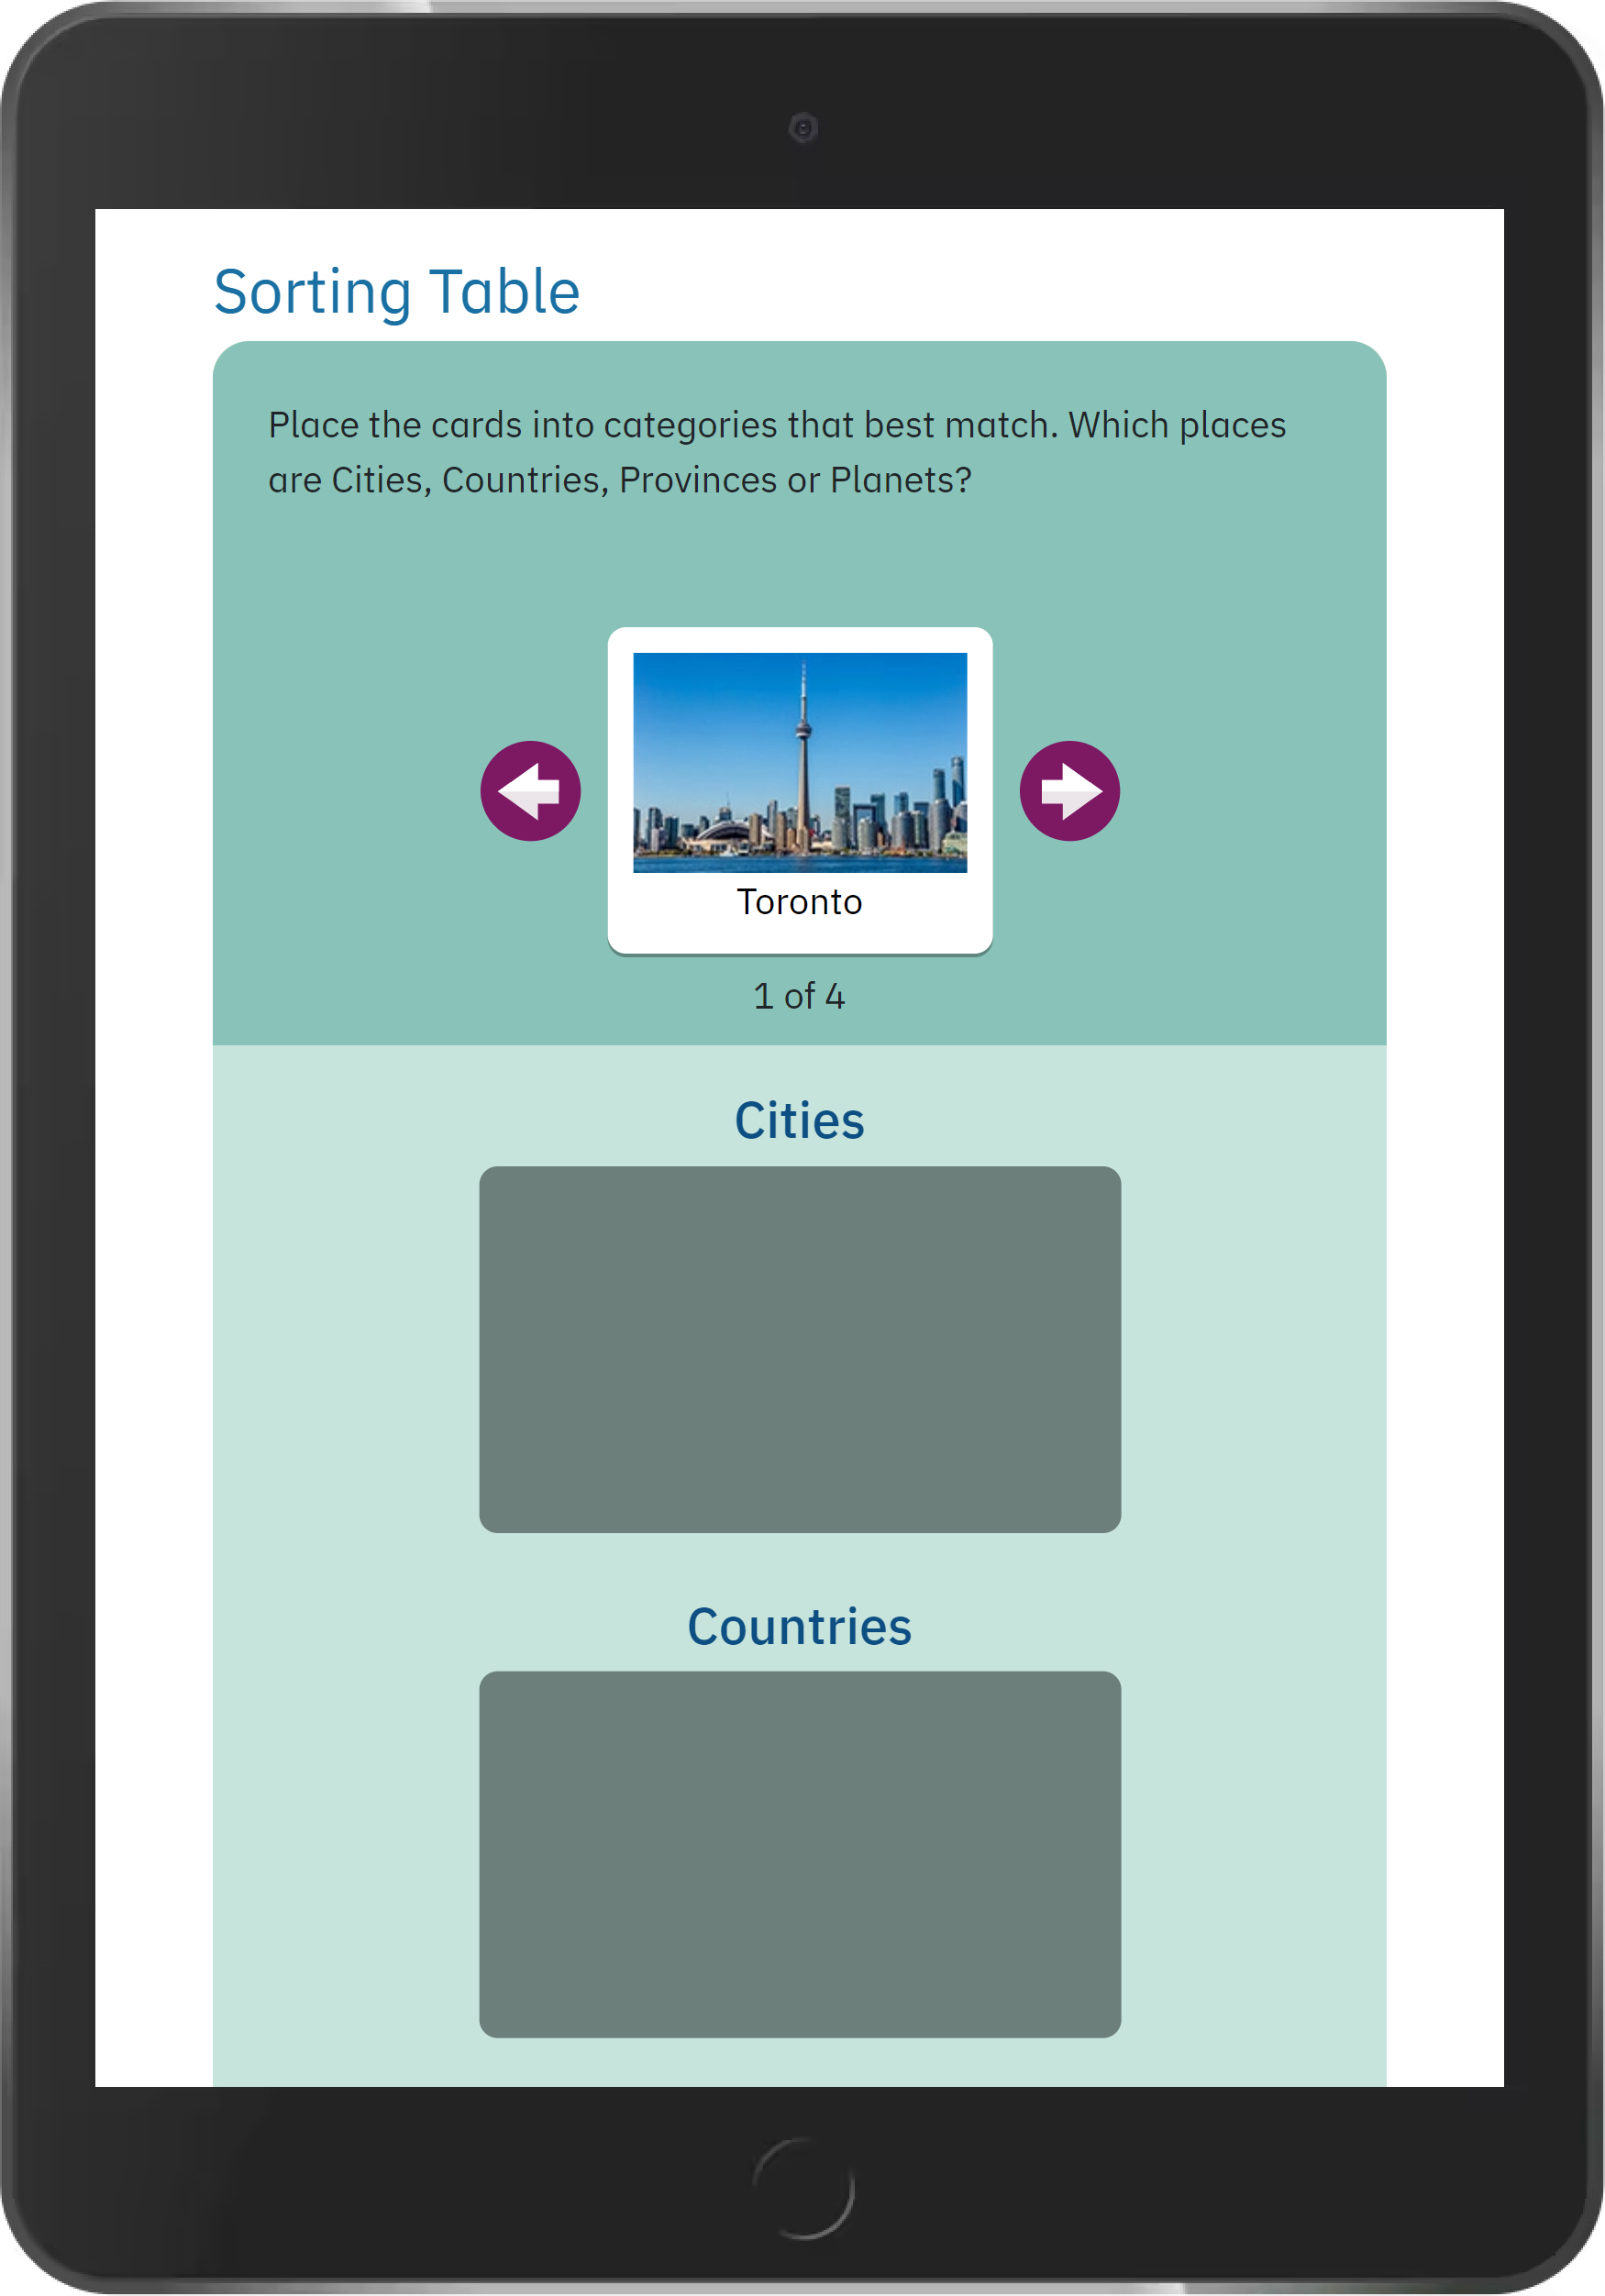 Sorting Table
Place the cards into categories that best match. Which places
are Cities, Countries, Provinces or Planets?
Toronto
1 of 4
Cities
Countries